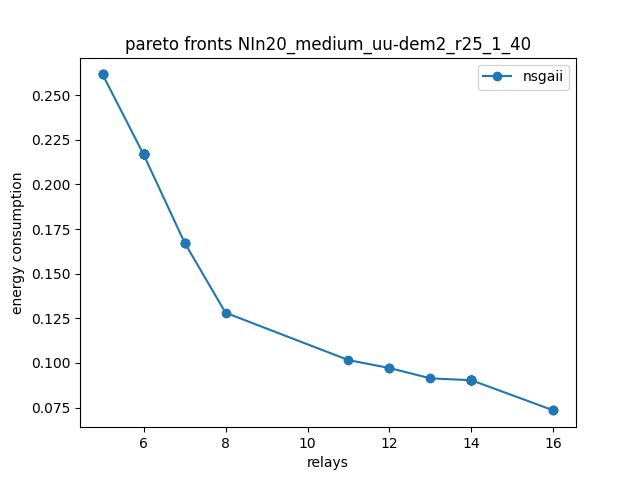 pareto fronts NIn20_medium_uu-dem2_r25_1_40
nsgaii
energy consumption
0.250
0.225
0.200
0.175
0.150
0.125
0.100
0.075
6 8 10 12 14 16
relays